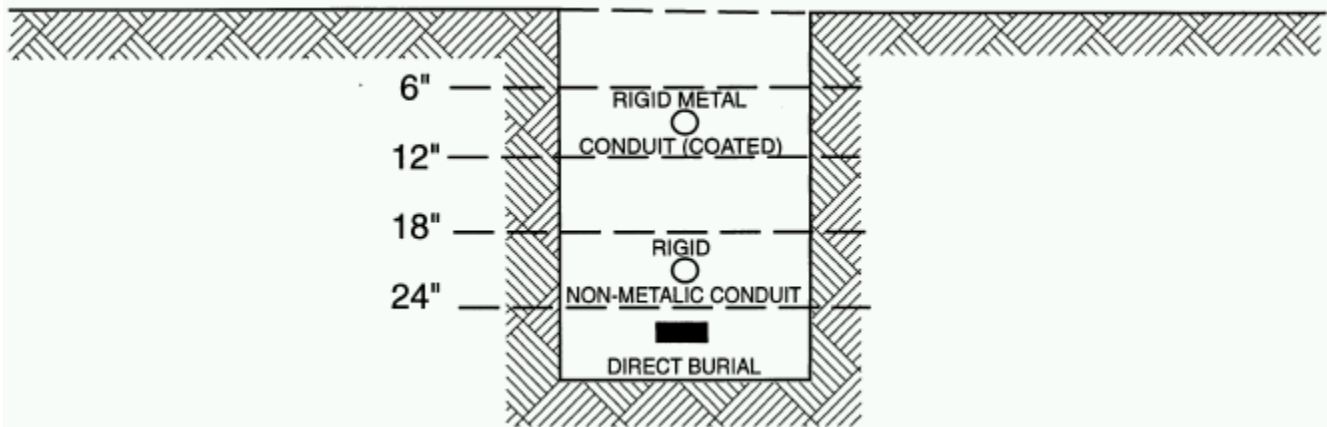 6"
RIGID METAL
CONDUIT (COATED)
12"
18"
RIGID
NON-METALIC CONDUIT
24"
DIRECT BURIAL